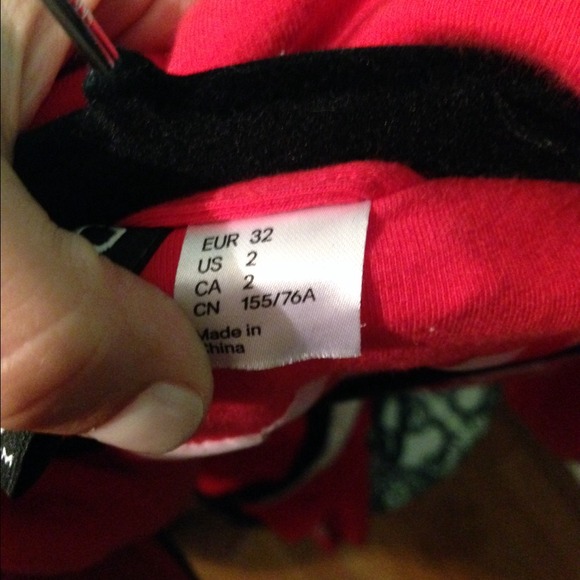 EUR 32
US 2
CA 2
CN 155/76A
Made in
China
M